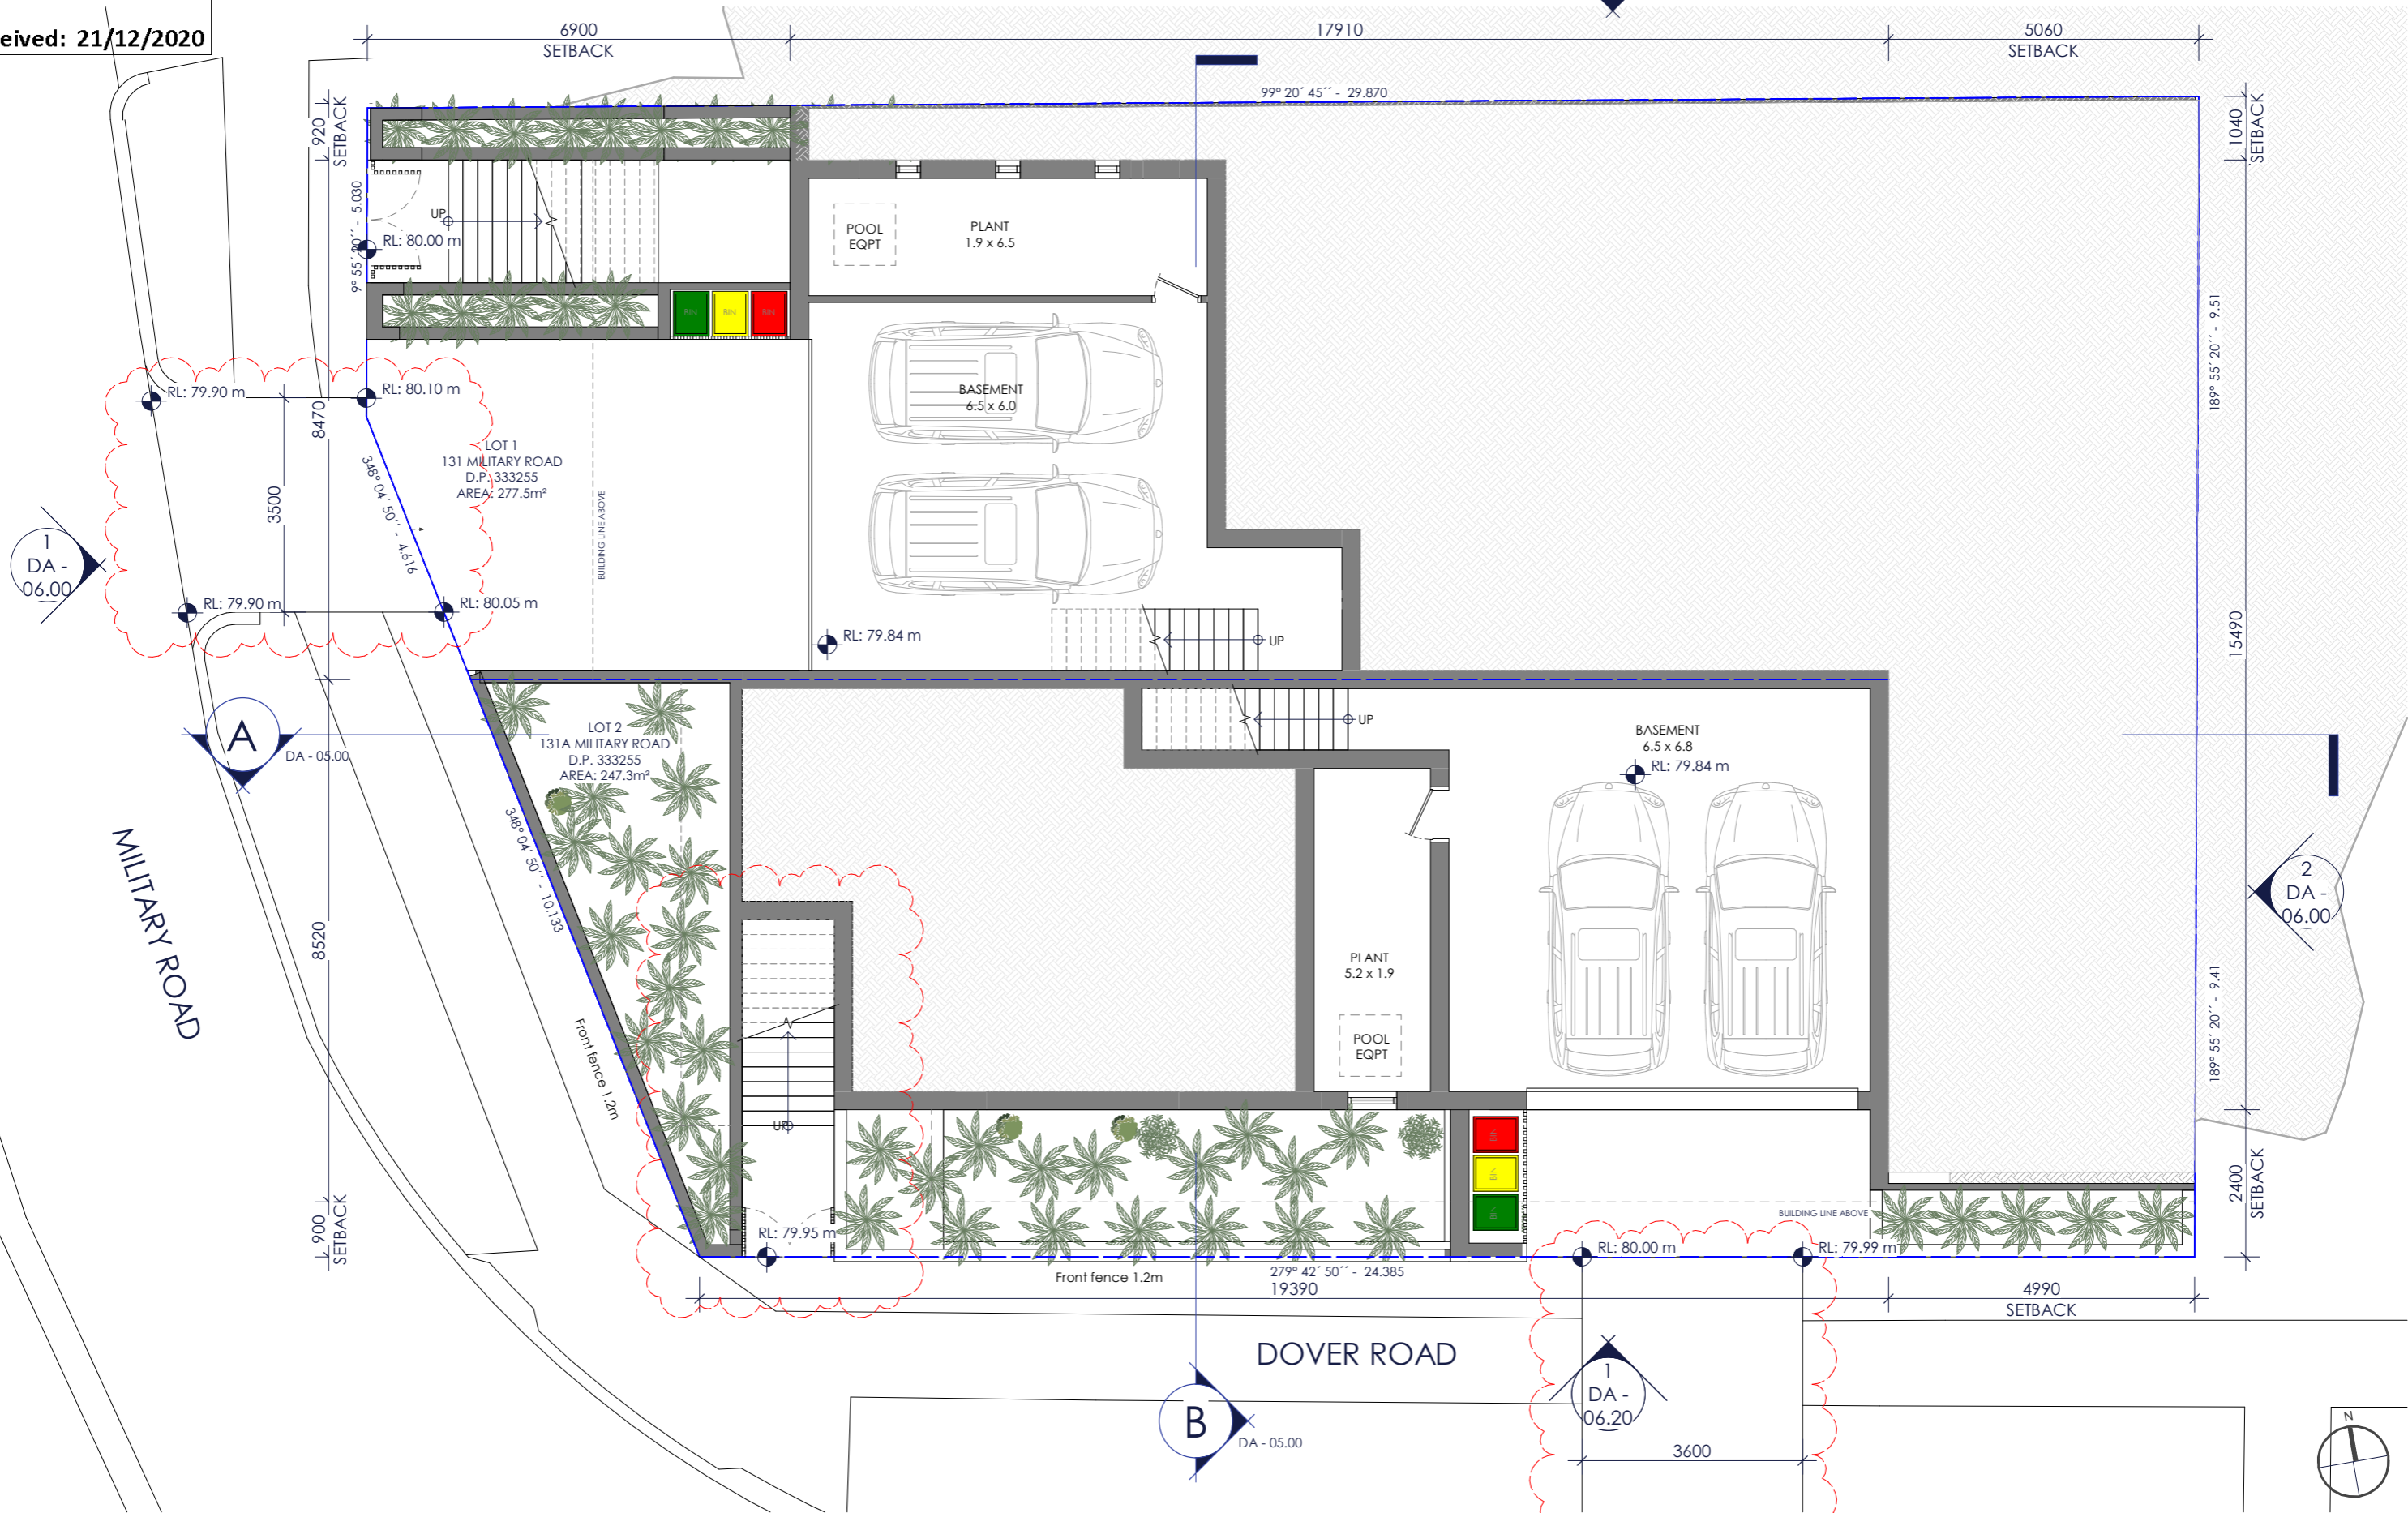 eived: 21/12/2020
6900
SETBACK
17910
5060
SETBACK
99° 20´ 45´´ - 29.870
920
SETBACK
1040
SETBACK
9° 55´ 20´´ - 5.030
UP
RL: 80.00 m
POOL
EQPT
PLANT
1.9 x 6.5
BIN
BIN
BIN
189° 55´ 20´´ - 9.51
RL: 79.90 m
RL: 80.10 m
8470
BASEMENT
6.5 x 6.0
LOT 1
131 MILITARY ROAD
D.P. 333255
AREA: 277.5m²
348° 04´ 50´´ - 4.616
3500
BUILDING LINE ABOVE
1
DA -
06.00
RL: 79.90 m
RL: 80.05 m
RL: 79.84 m
UP
15490
A
DA - 05.00
LOT 2
131A MILITARY ROAD
D.P. 333255
AREA: 247.3m²
UP
BASEMENT
6.5 x 6.8
RL: 79.84 m
348° 04´ 50´´ - 10.133
MILITARY ROAD
8520
2
DA -
06.00
PLANT
5.2 x 1.9
POOL
EQPT
189° 55´ 20´´ - 9.41
Front fence 1.2m
UP
BIN
BIN
BIN
900
SETBACK
2400
SETBACK
BUILDING LINE ABOVE
RL: 79.95 m
RL: 80.00 m
RL: 79.99 m
Front fence 1.2m
279° 42´ 50´´ - 24.385
19390
4990
SETBACK
DOVER ROAD
1
DA -
06.20
B
DA - 05.00
3600
N